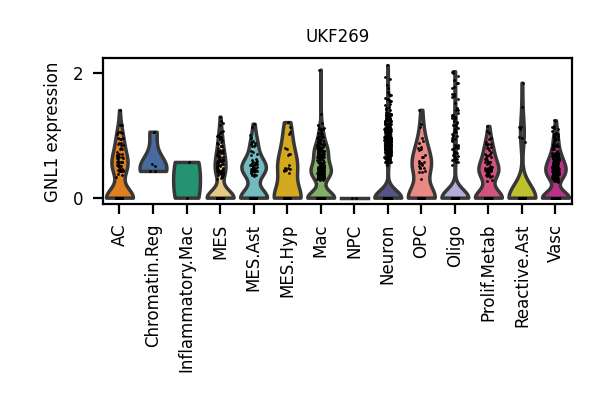 UKF269
GNL1 expression
2
0
AC
Chromatin.Reg
Inflammatory.Mac
MES
MES.Ast
MES.Hyp
Mac
NPC
Neuron
OPC
Oligo
Prolif.Metab
Reactive.Ast
Vasc